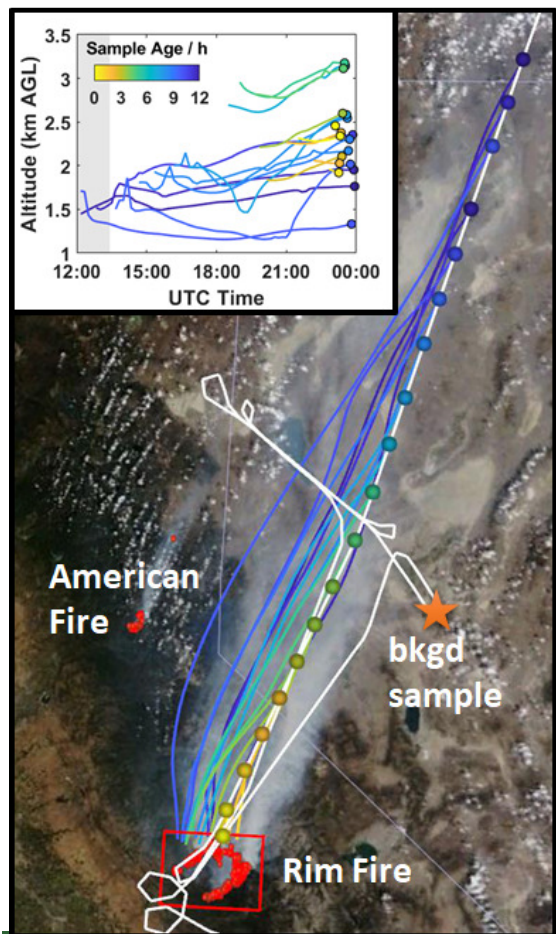 Sample Age / h
0 3 6 9 12
Altitude (km AGL)
3.5
3
2.5
2
1.5
1
12:00 15:00 18:00 21:00 00:00
UTC Time
American
Fire
bkgd
sample
Rim Fire